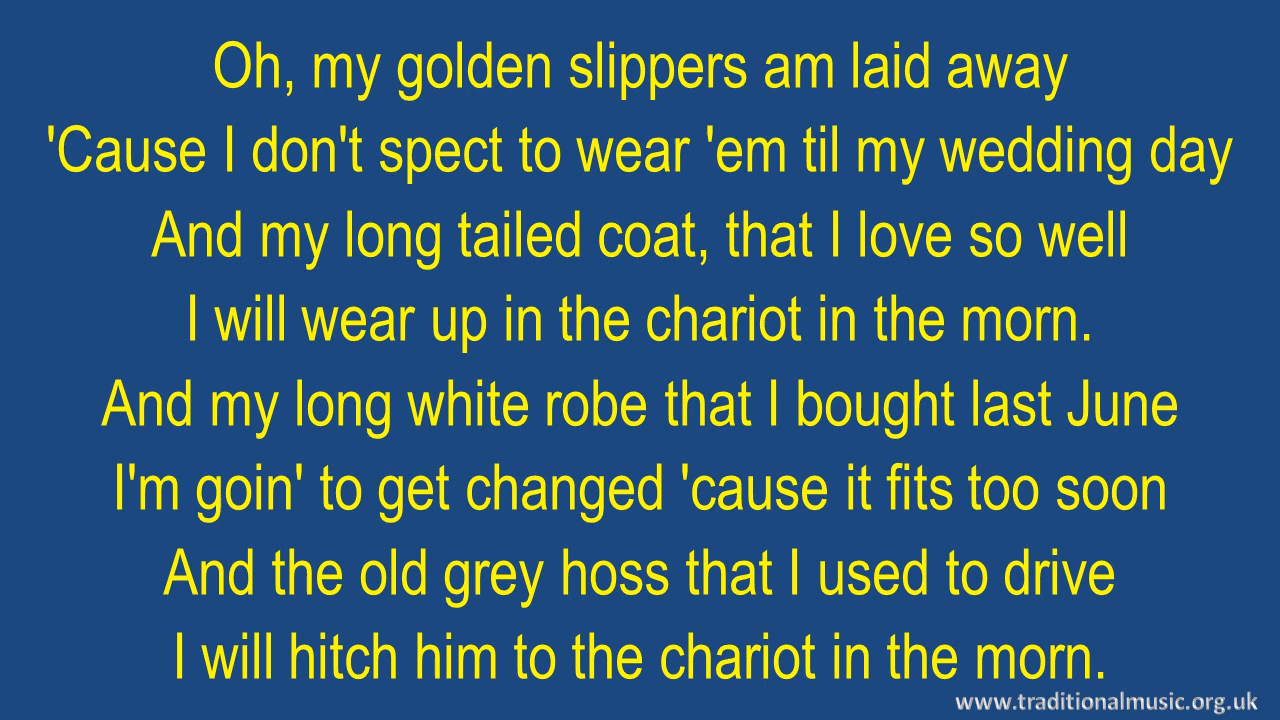 Oh, my golden slippers am laid away
'Cause I don't spect to wear 'em til my wedding day
And my long tailed coat, that I love so well
I will wear up in the chariot in the morn.
And my long white robe that I bought last June
I'm goin' to get changed 'cause it fits too soon
And the old grey hoss that I used to drive
I will hitch him to the chariot in the morn.
www.traditionalmusic.org.uk